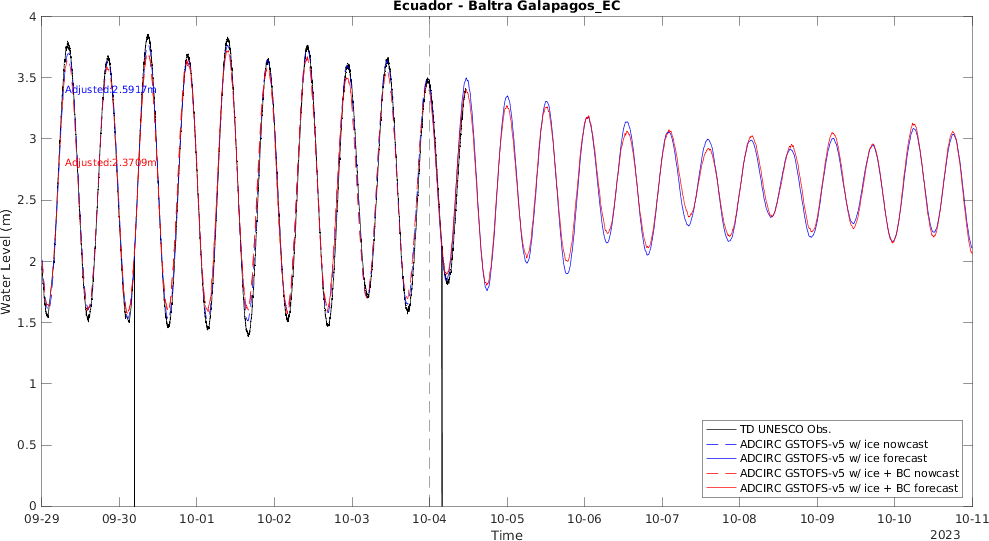 Ecuador - Baltra Galapagos_EC
4
3.5
3
2.5
2
1.5
1
0.5
0
Water Level (m)
Adjusted:2.5917m
Adjusted:2.3709m
TD UNESCO Obs.
ADCIRC GSTOFS-v5 w/ ice nowcast
ADCIRC GSTOFS-v5 w/ ice forecast
ADCIRC GSTOFS-v5 w/ ice + BC nowcast
ADCIRC GSTOFS-v5 w/ ice + BC forecast
09-29 09-30 10-01 10-02 10-03 10-04 10-05 10-06 10-07 10-08 10-09 10-10 10-11
Time
2023